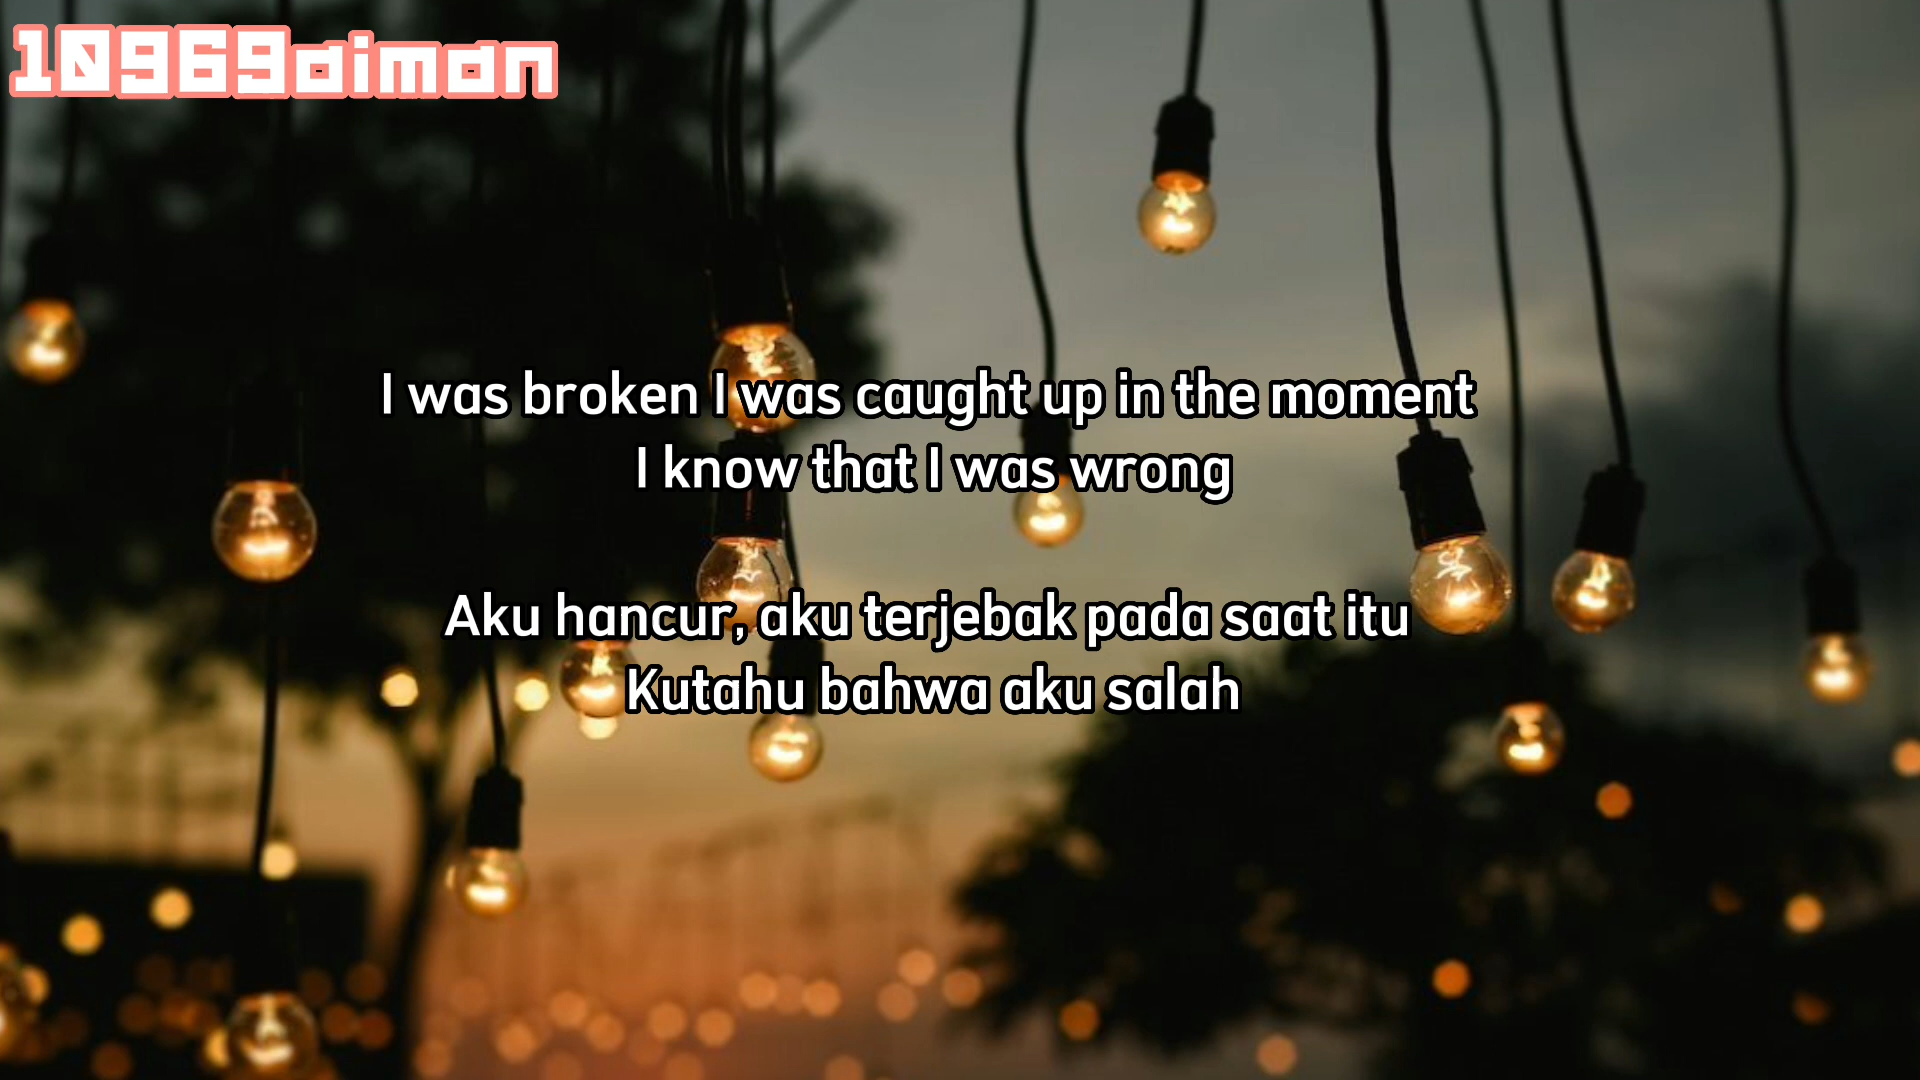 10969aiman
I was broken I was caught up in the moment
I know that I was wrong
Aku hancur, aku terjebak pada saat itu
Kutahu bahwa aku salah